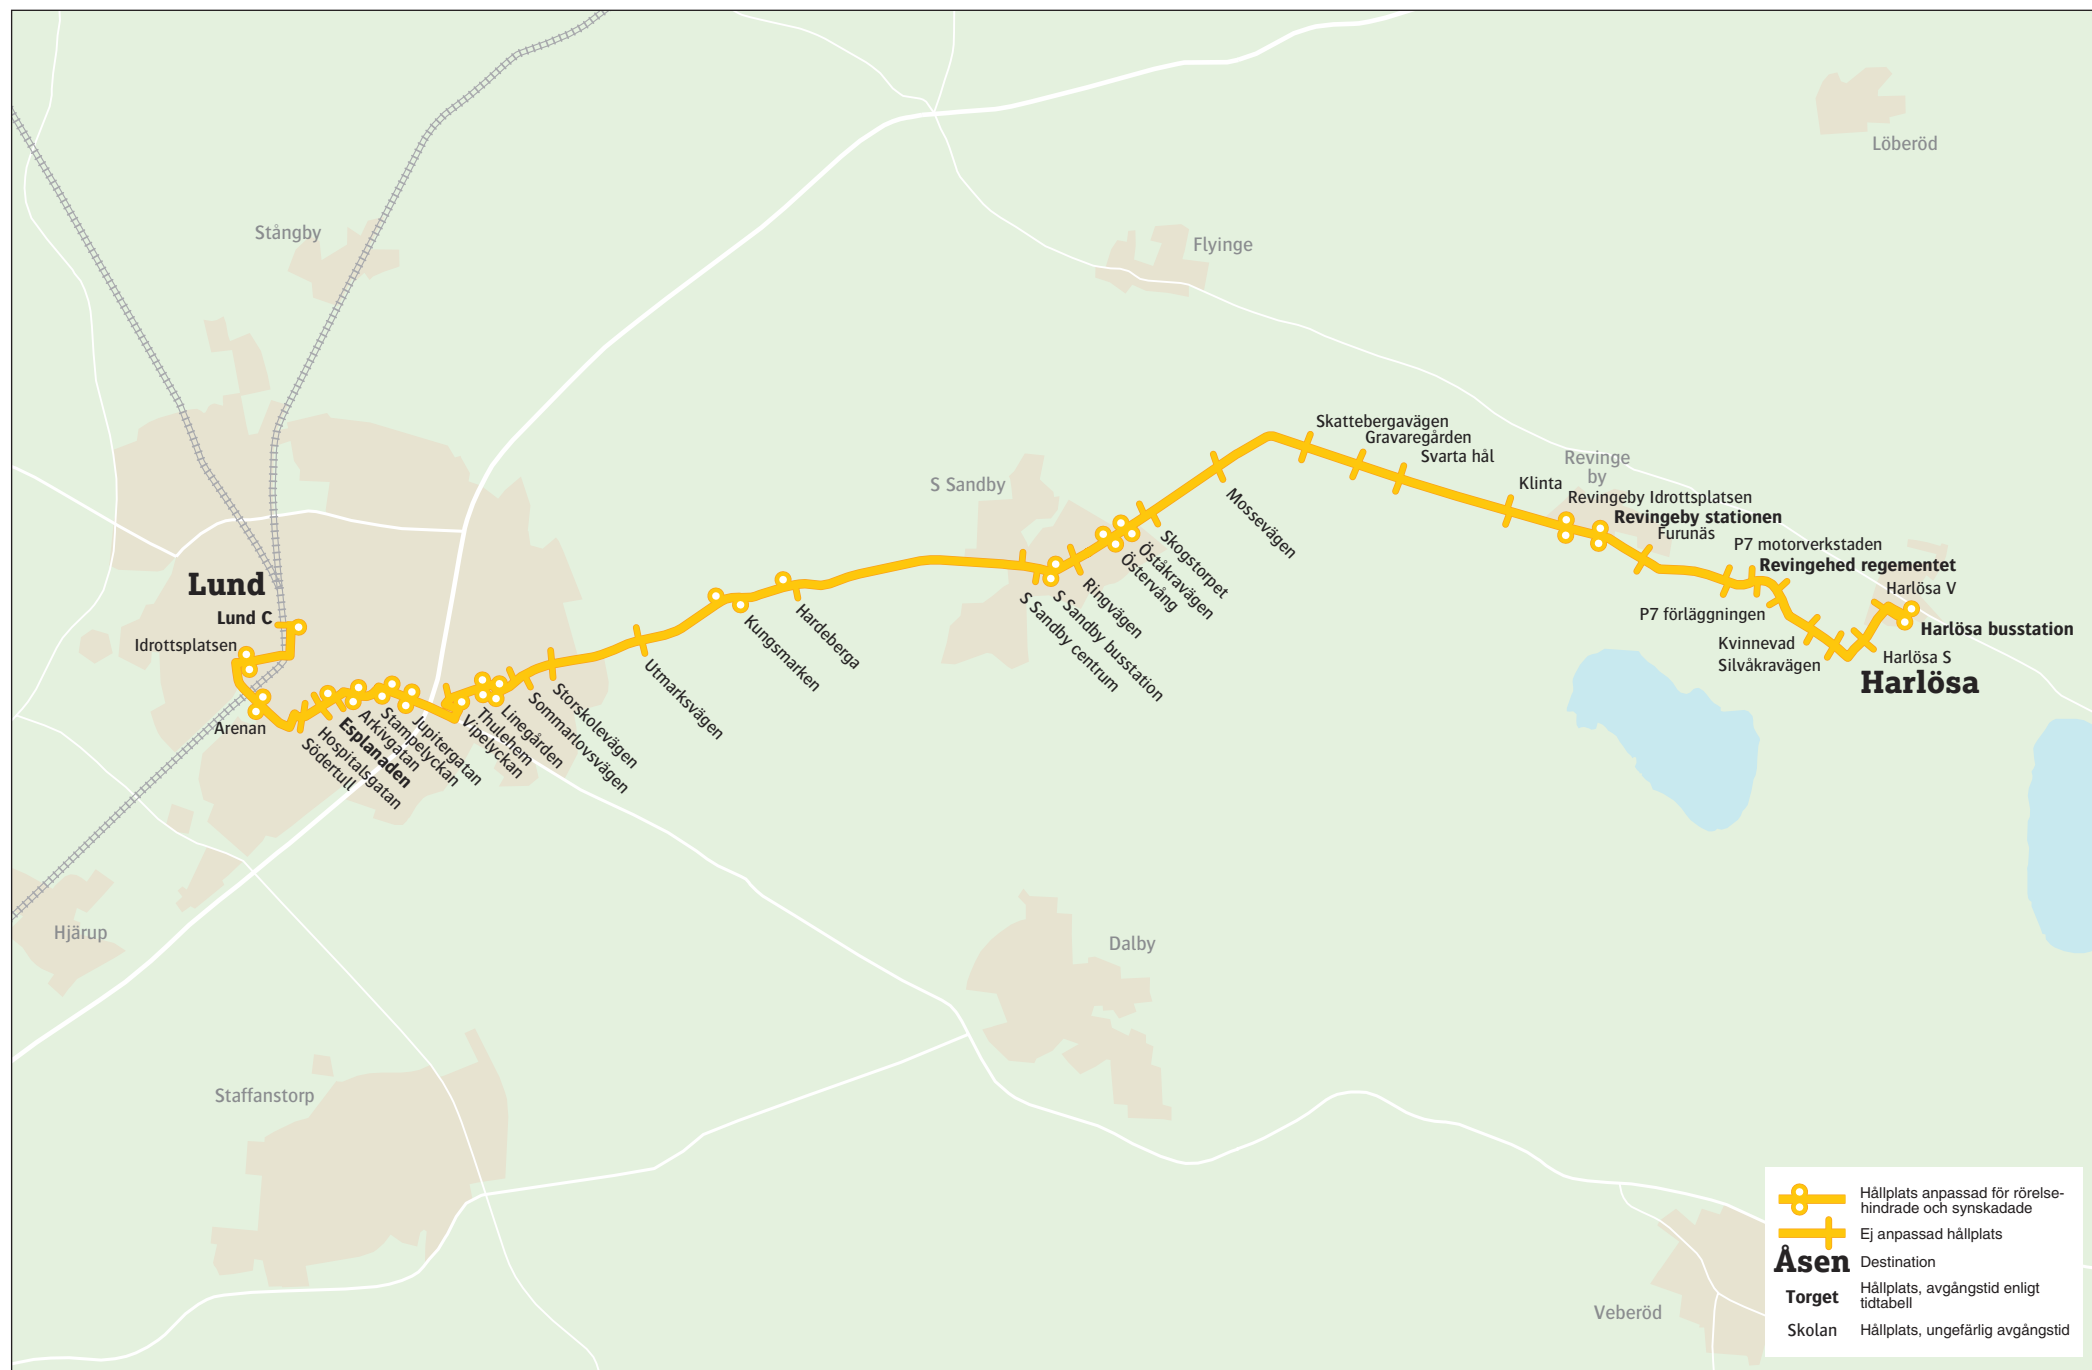 Löberöd
Stångby
Flyinge
Skattebergavägen
Gravaregården
Svarta hål
Revinge
by
S Sandby
Klinta
Revingeby Idrottsplatsen
Revingeby stationen
Furunäs
P7 motorverkstaden
Revingehed regementet
Harlösa V
P7 förläggningen
Harlösa busstation
Kvinnevad
Silvåkravägen
Harlösa S
Harlösa
Mossevägen
Skogstorpet
Öståkravägen
Östervång
Ringvägen
S Sandby busstation
S Sandby centrum
Hardeberga
Kungsmarken
Utmarksvägen
Storskolevägen
Sommarlovsvägen
Linegården
Thulehem
Vipelyckan
Jupitergatan
Stampelyckan
Arkivgatan
Esplanaden
Hospitalsgatan
Södertull
Lund
Lund C
Idrottsplatsen
Arenan
Hjärup
Dalby
Staffanstorp
Veberöd
Hållplats anpassad för rörelse-
hindrade och synskadade
Ej anpassad hållplats
Åsen Destination
Torget Hållplats, avgångstid enligt
tidtabell
Skolan Hållplats, ungefärlig avgångstid